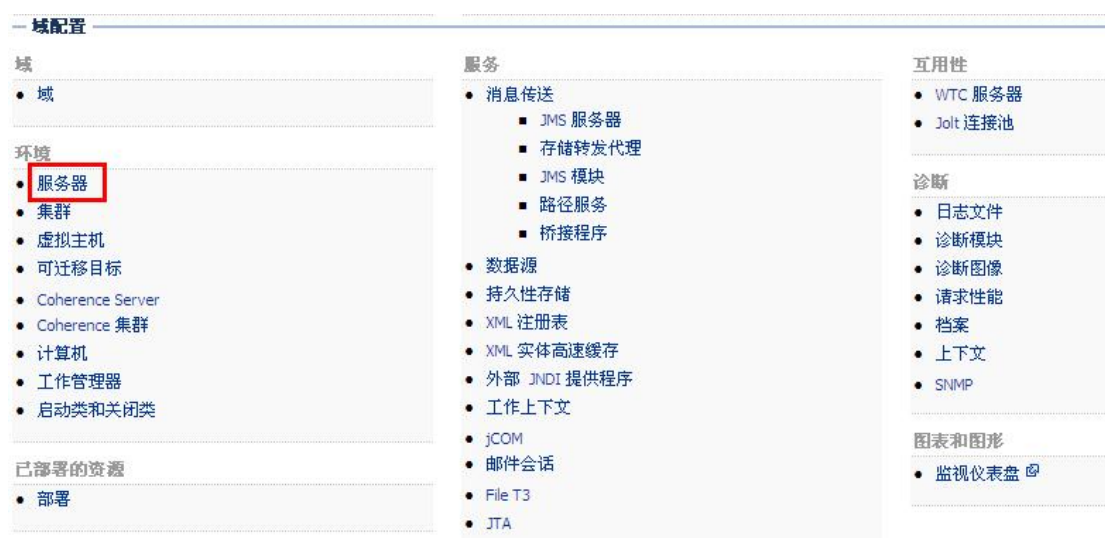 域配置
域
域
环境
服务器
集群
虚拟主机
可迁移目标
Coherence Server
Coherence 集群
计算机
工作管理器
启动类和关闭类
已部署的资源
部署
服务
消息传送
JMS 服务器
存储转发代理
JMS 模块
路径服务
桥接程序
数据源
持久性存储
XML 注册表
XML 实体高速缓存
外部 JNDI 提供程序
工作上下文
jCOM
邮件会话
File T3
JTA
互用性
WTC 服务器
Jolt 连接池
诊断
日志文件
诊断模块
诊断图像
请求性能
档案
上下文
SNMP
图表和图形
监视仪表盘